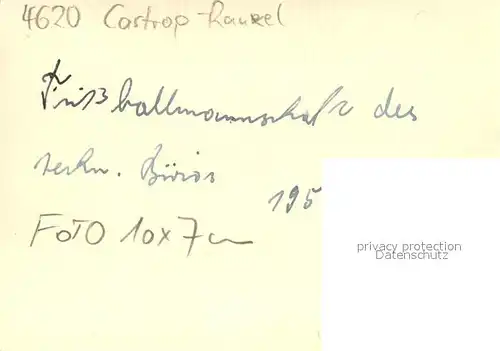 4620 Castrop-Rauxel
Fußballmannschaft des
techn. Büros
195
FOTO 10x7cm
privacy protection
Datenschutz